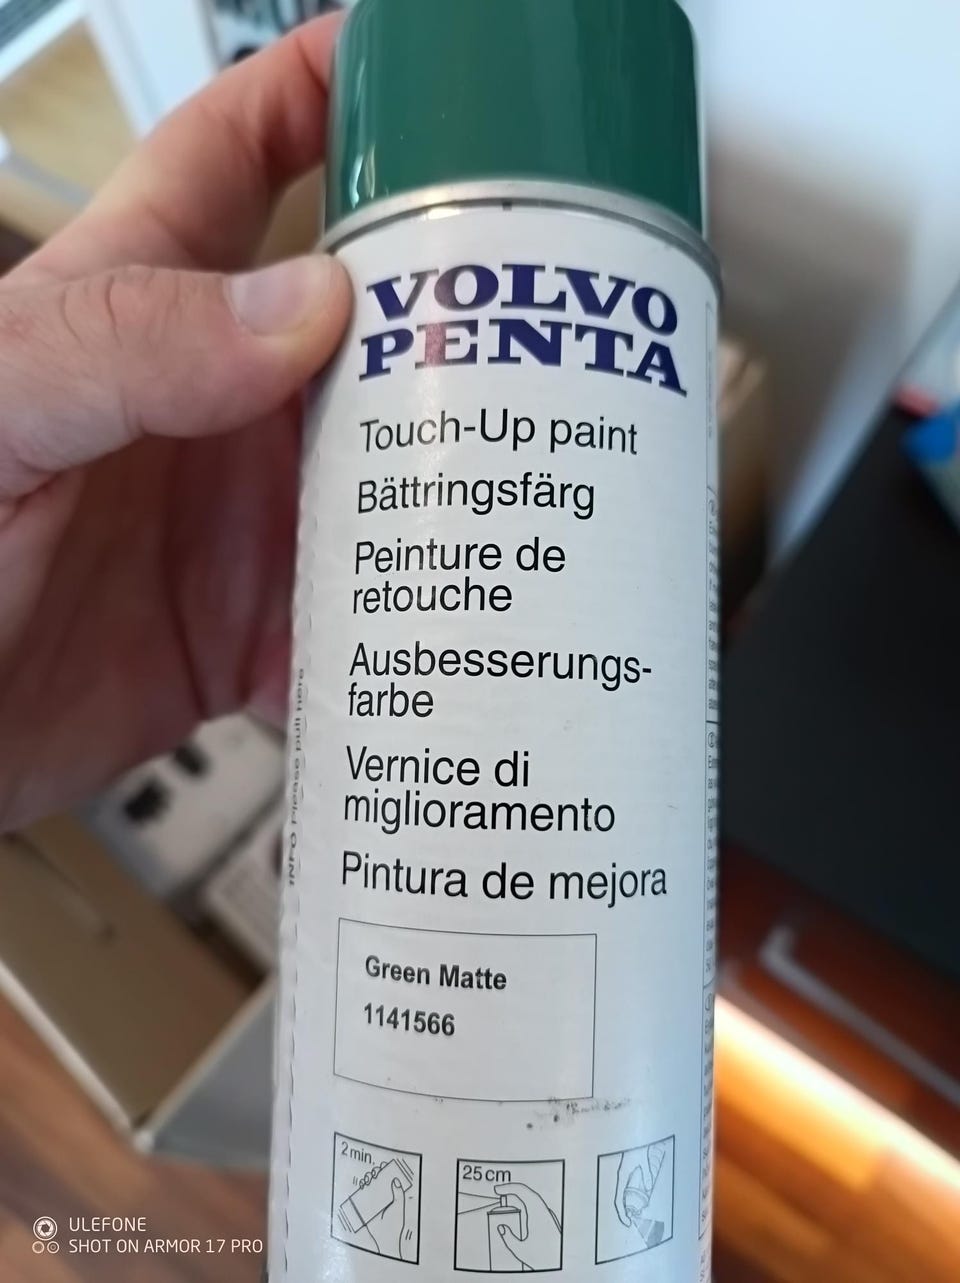 VOLVO
PENTA
Touch-Up paint
Bättringsfärg
Peinture de
retouche
Ausbesserungs-
farbe
Vernice di
miglioramento
Pintura de mejora
Green Matte
1141566
2 min.
25 cm
INFO Please pull here
ULEFONE
SHOT ON ARMOR 17 PRO